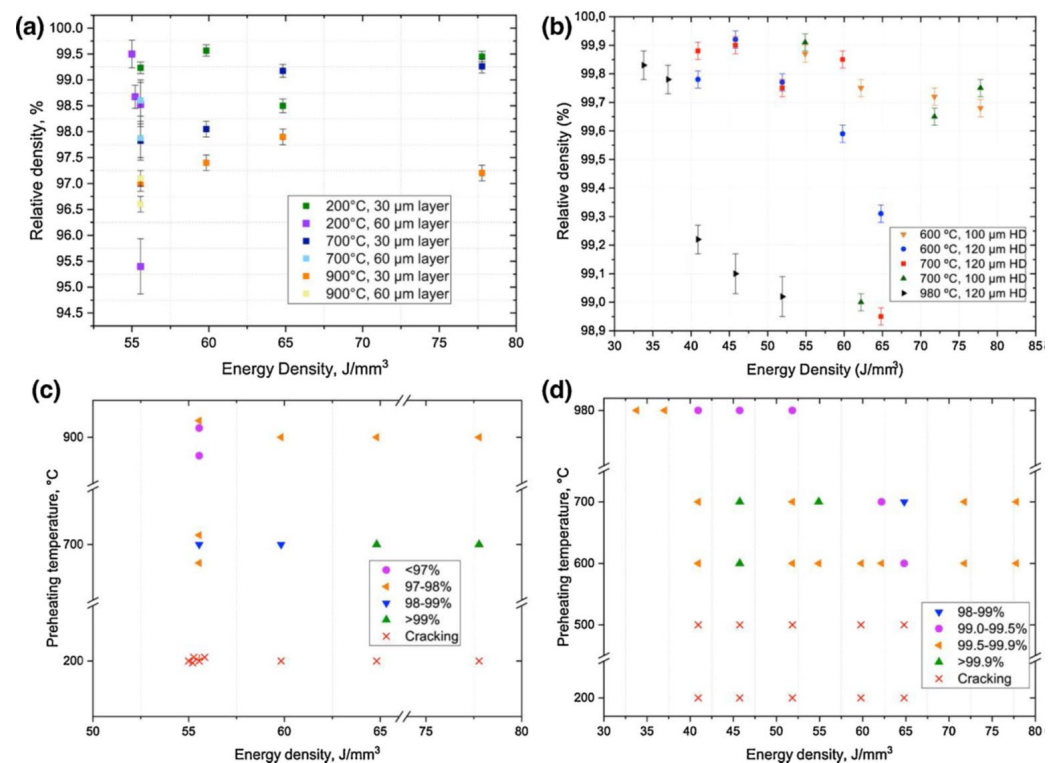 (a)
100.0
99.5
99.0
98.5
98.0
97.5
97.0
96.5
96.0
95.5
95.0
94.5
Relative density, %
200°C, 30 µm layer
200°C, 60 µm layer
700°C, 30 µm layer
700°C, 60 µm layer
900°C, 30 µm layer
900°C, 60 µm layer
55 60 65 70 75 80
Energy Density, J/mm³
(b)
100,0
99,9
99,8
99,7
99,6
99,5
99,4
99,3
99,2
99,1
99,0
98,9
Relative density (%)
600 ºC, 100 µm HD
600 ºC, 120 µm HD
700 ºC, 120 µm HD
700 ºC, 100 µm HD
980 ºC, 120 µm HD
30 35 40 45 50 55 60 65 70 75 80 85
Energy Density (J/mm³)
(c)
900
700
200
Preheating temperature, °C
<97%
97-98%
98-99%
>99%
Cracking
50 55 60 65 75 80
Energy density, J/mm³
(d)
980
700
600
500
200
Preheating temperature, °C
98-99%
99.0-99.5%
99.5-99.9%
>99.9%
Cracking
30 35 40 45 50 55 60 65 70 75 80
Energy density, J/mm³